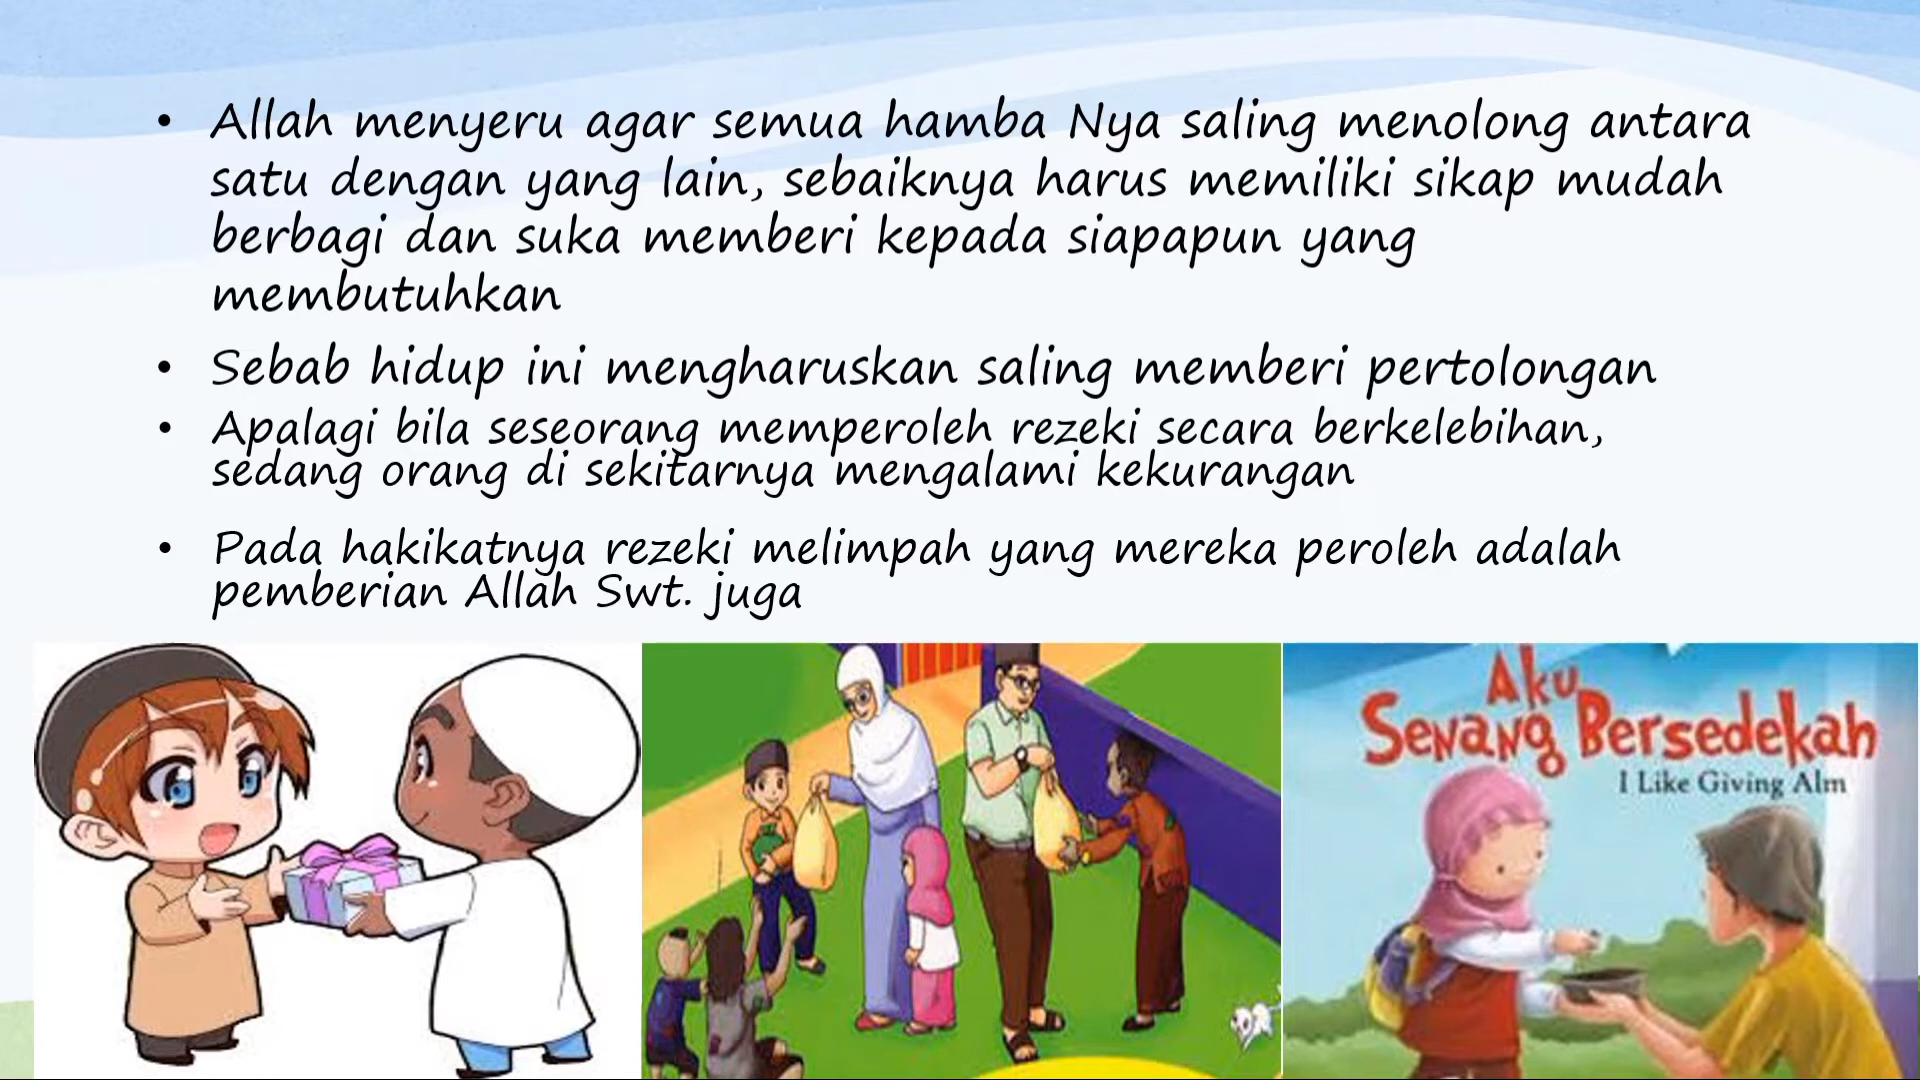 • Allah menyeru agar semua hamba Nya saling menolong antara
satu dengan yang lain, sebaiknya harus memiliki sikap mudah
berbagi dan suka memberi kepada siapapun yang
membutuhkan
• Sebab hidup ini mengharuskan saling memberi pertolongan
• Apalagi bila seseorang memperoleh rezeki secara berkelebihan,
sedang orang di sekitarnya mengalami kekurangan
• Pada hakikatnya rezeki melimpah yang mereka peroleh adalah
pemberian Allah Swt. juga
Aku
Senang Bersedekah
I Like Giving Alm